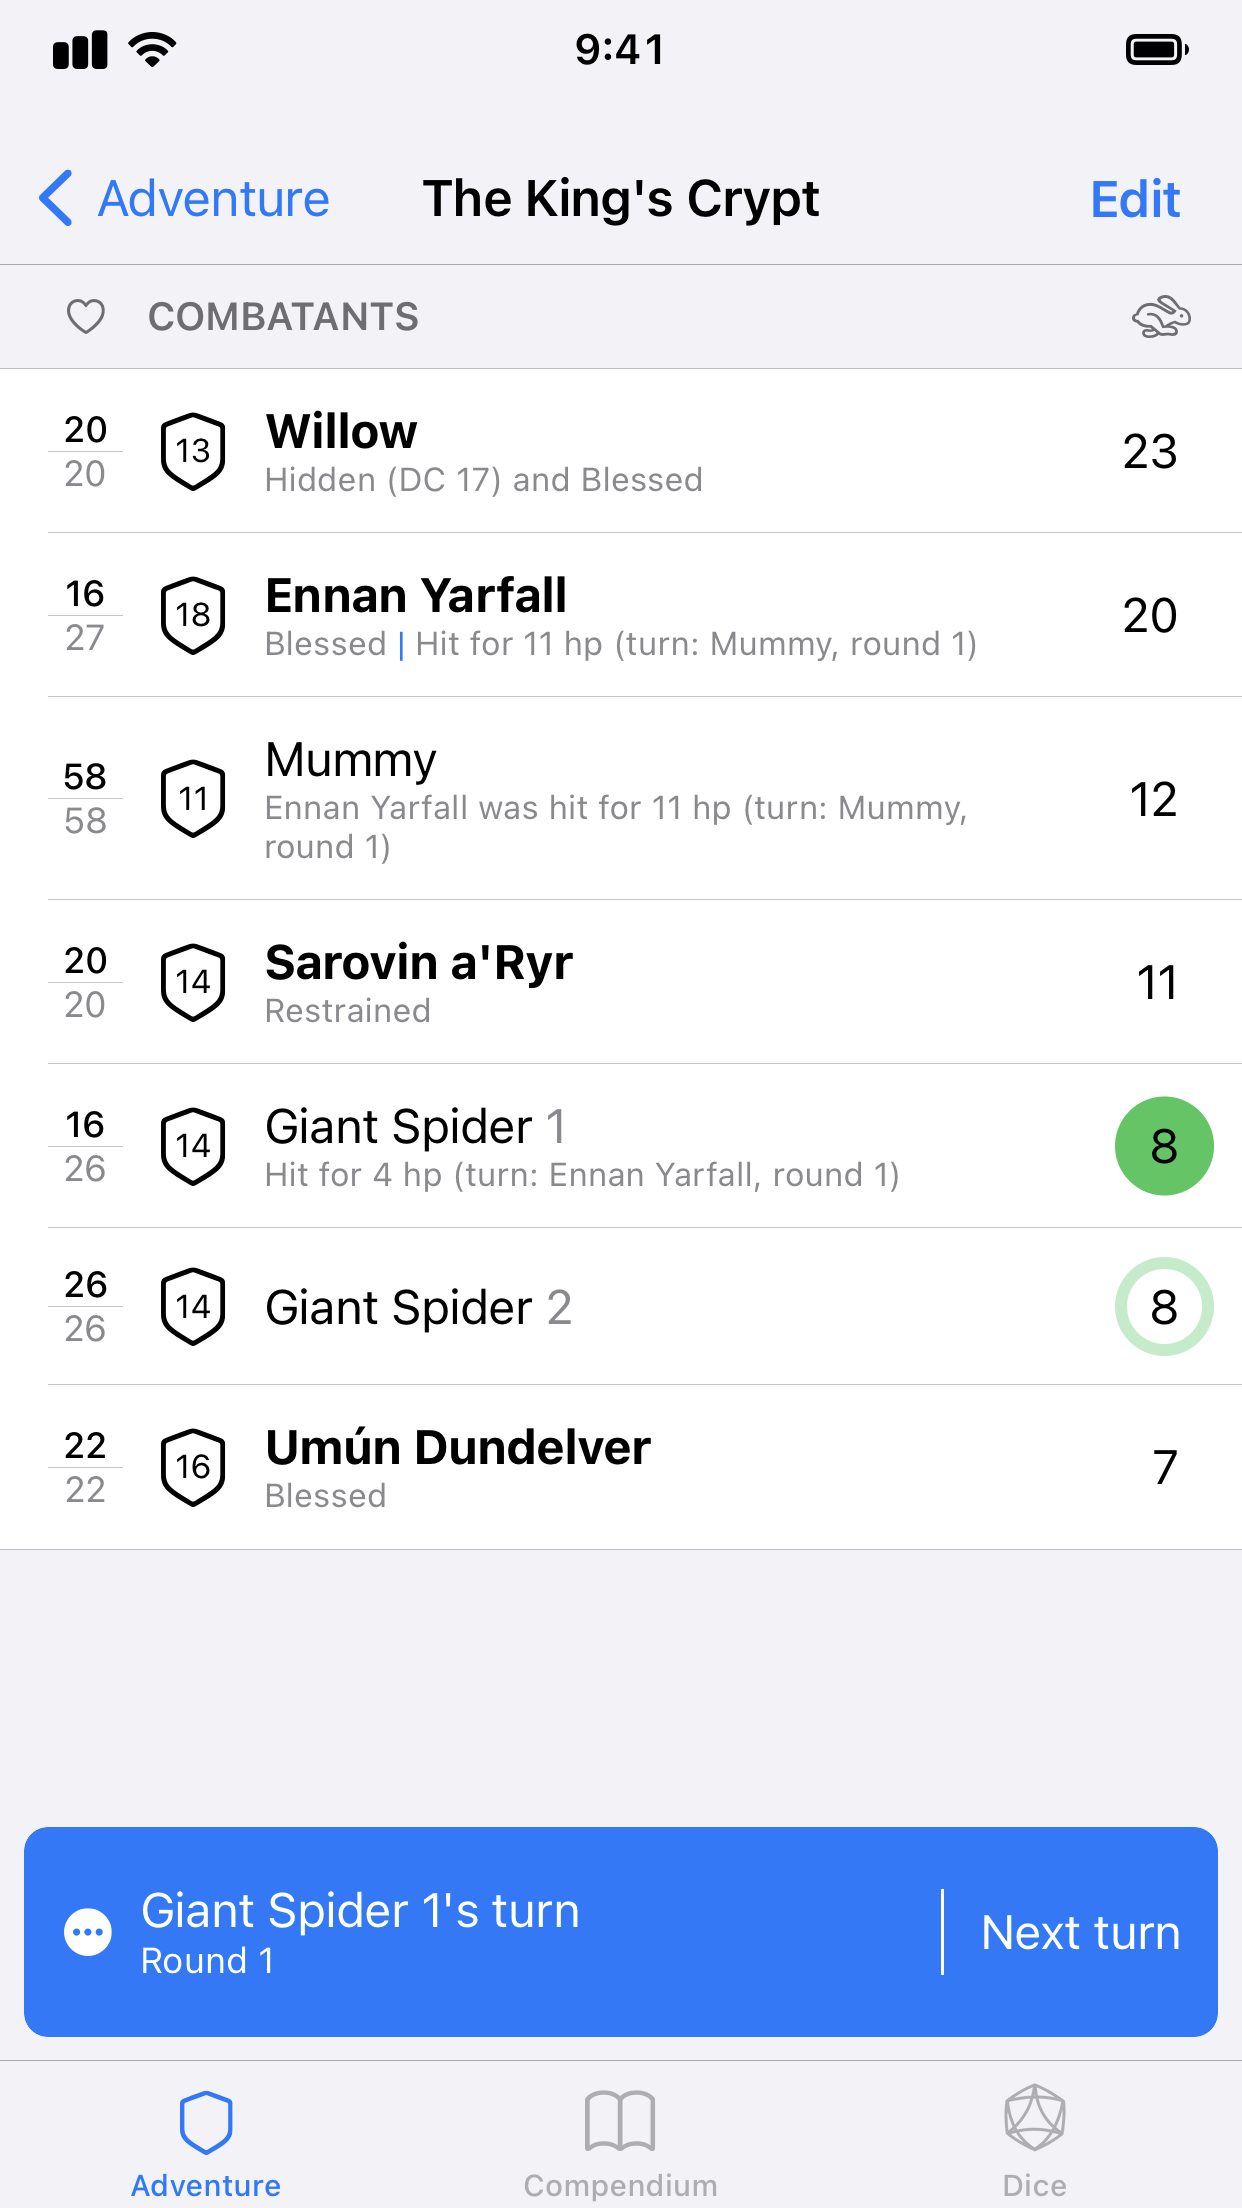 9:41
Adventure
The King's Crypt
Edit
COMBATANTS
20
20
13
Willow
Hidden (DC 17) and Blessed
23
16
27
18
Ennan Yarfall
Blessed | Hit for 11 hp (turn: Mummy, round 1)
20
58
58
11
Mummy
Ennan Yarfall was hit for 11 hp (turn: Mummy,
round 1)
12
20
20
14
Sarovin a'Ryr
Restrained
11
16
26
14
Giant Spider 1
Hit for 4 hp (turn: Ennan Yarfall, round 1)
8
26
26
14
Giant Spider 2
8
22
22
16
Umún Dundelver
Blessed
7
Giant Spider 1's turn
Round 1
Next turn
Adventure
Compendium
Dice